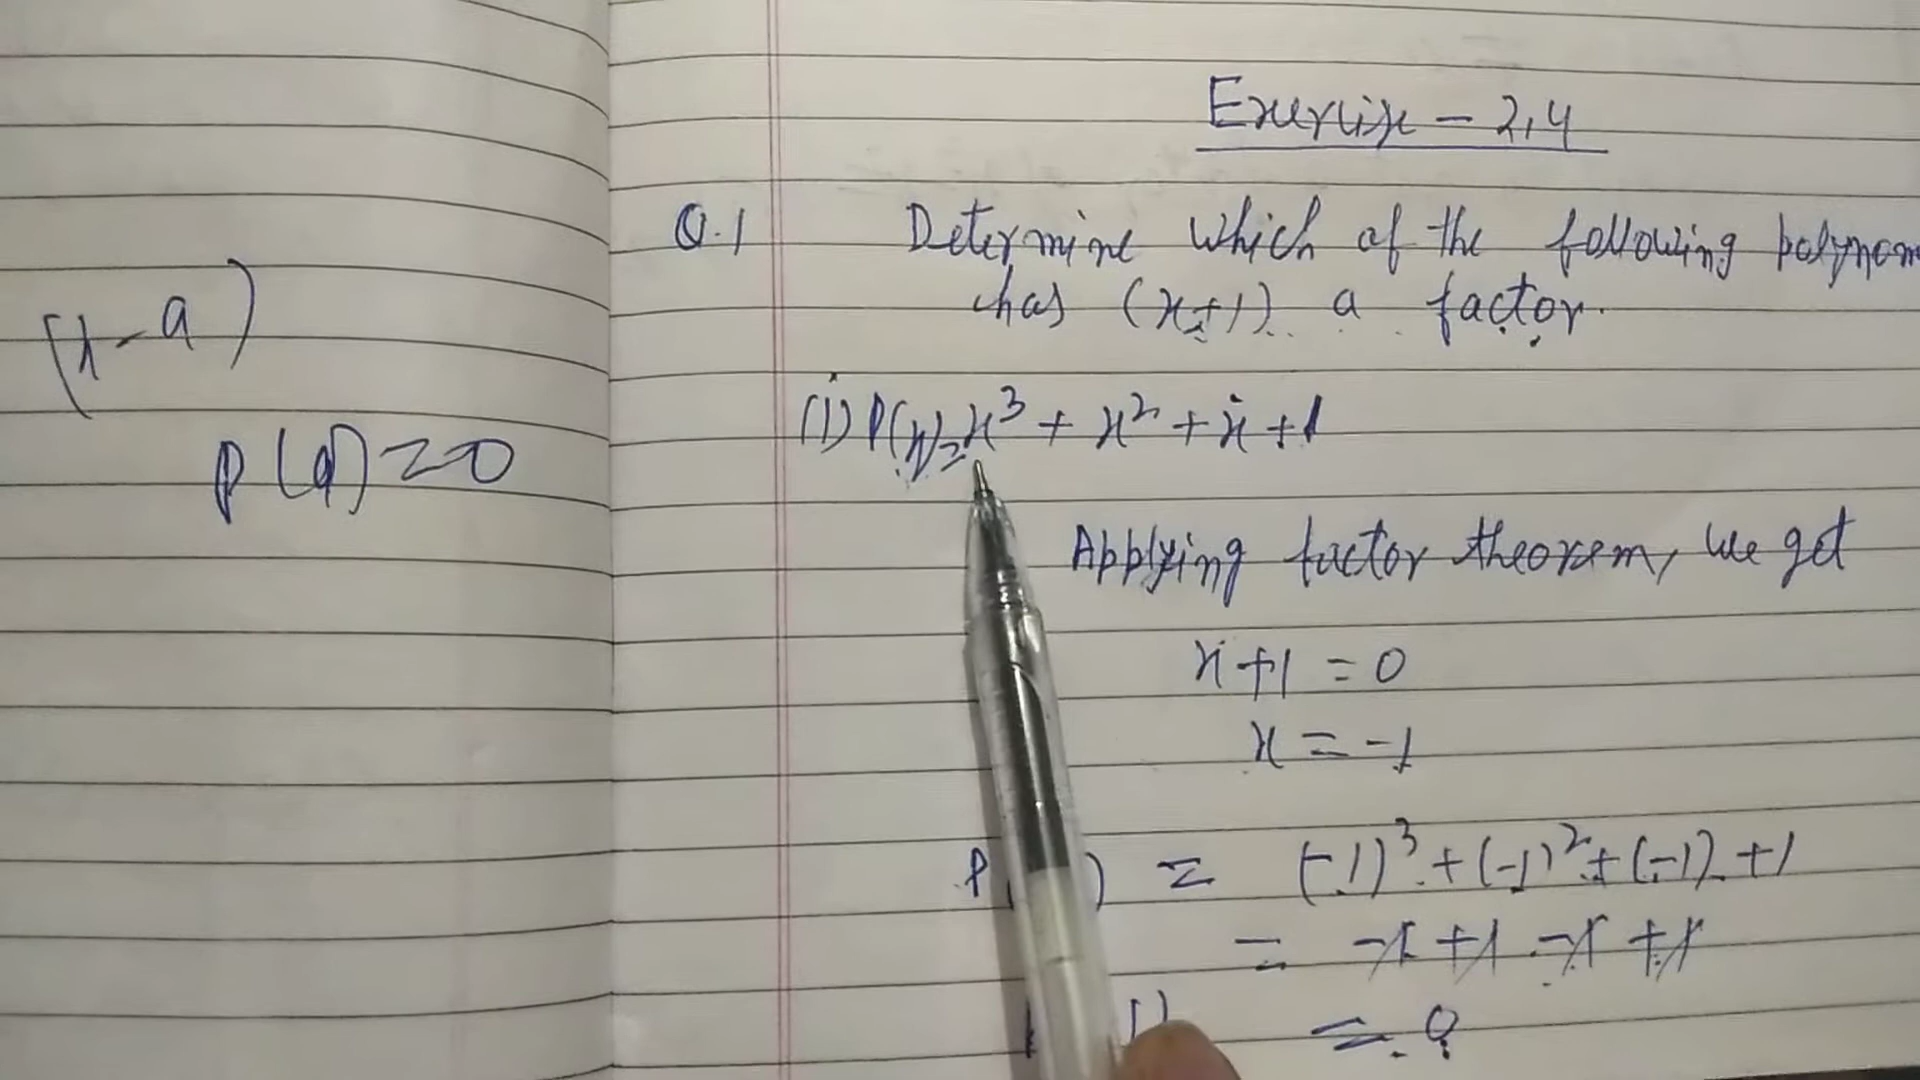 Exercise - 2.4
Q.1 Determine which of the following polynom
has (x+1) a factor.
(x-a)
P(a)=0
(i) P(x)=x³ + x² + x + 1
Applying factor theorem, we get
x+1 = 0
x = -1
P ) = (-1)³ + (-1)² + (-1) + 1
= -1 + 1 - 1 + 1
= 0